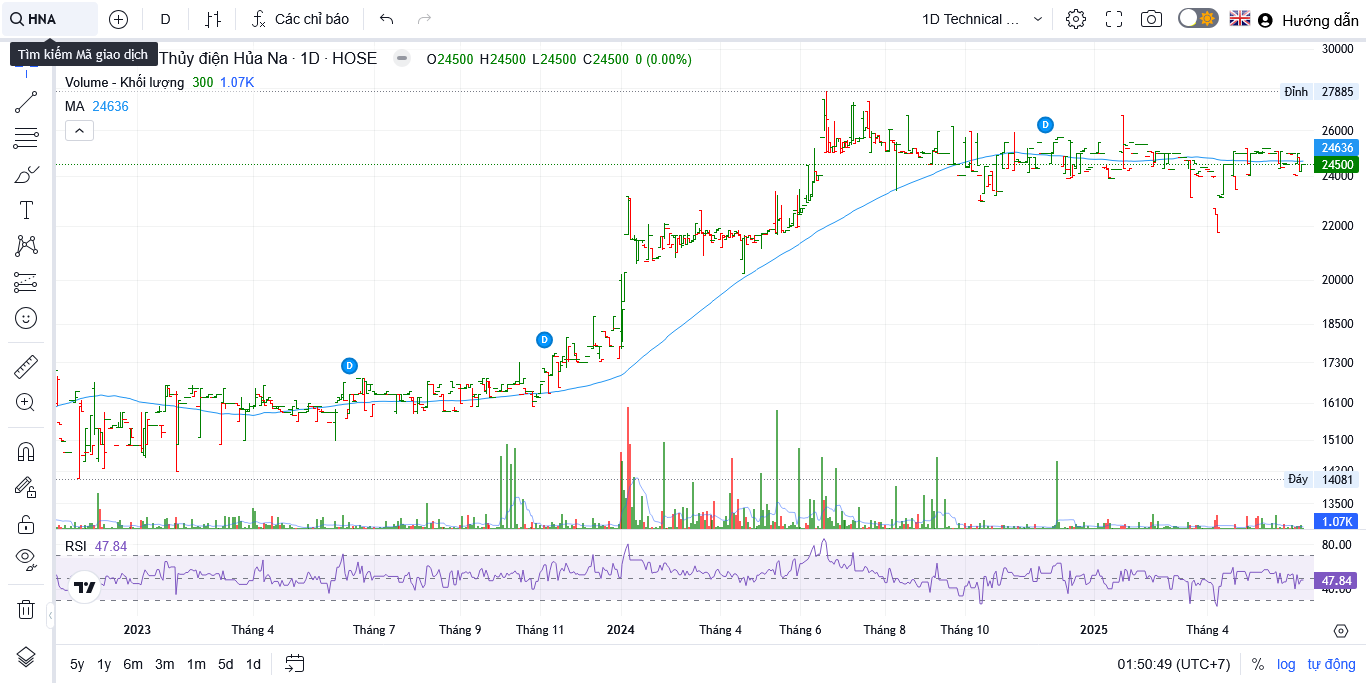 HNA
D
Các chỉ báo
1D Technical ...
Hướng dẫn
Tìm kiếm Mã giao dịch
Thủy điện Hủa Na · 1D · HOSE
O24500 H24500 L24500 C24500 0 (0.00%)
Volume - Khối lượng 300 1.07K
MA 24636
30000
Đỉnh 27885
26000
24636
24500
24000
22000
20000
18500
17300
16100
15100
14200
Đáy 14081
13500
1.07K
D
D
D
RSI 47.84
80.00
47.84
40.00
2023 Tháng 4 Tháng 7 Tháng 9 Tháng 11 2024 Tháng 4 Tháng 6 Tháng 8 Tháng 10 2025 Tháng 4
5y 1y 6m 3m 1m 5d 1d
01:50:49 (UTC+7) % log tự động